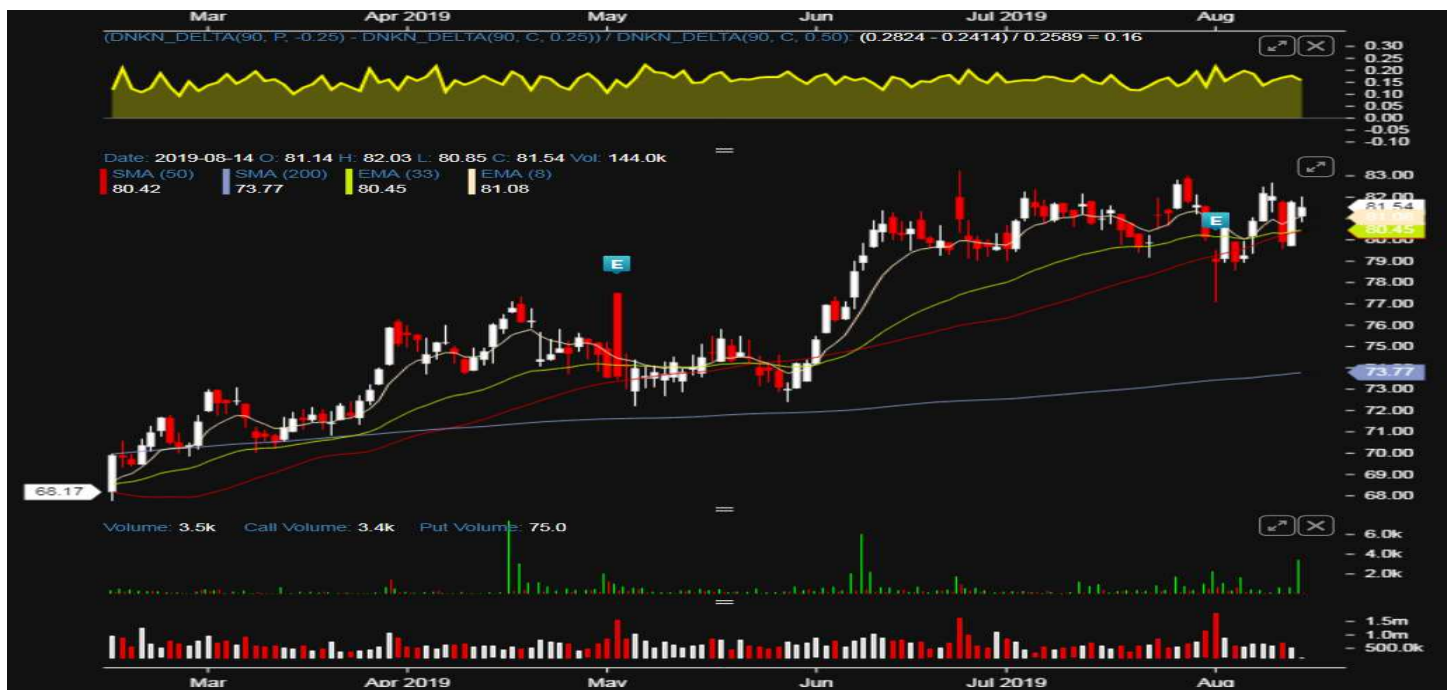 Mar Apr 2019 May Jun Jul 2019 Aug
(DNKN_DELTA(90, P, -0.25) - DNKN_DELTA(90, C, 0.25)) / DNKN_DELTA(90, C, 0.50): (0.2824 - 0.2414) / 0.2589 = 0.16
0.30
0.25
0.20
0.15
0.10
0.05
0.00
-0.05
-0.10
Date: 2019-08-14 O: 81.14 H: 82.03 L: 80.85 C: 81.54 Vol: 144.0k
SMA (50) SMA (200) EMA (33) EMA (8)
80.42 73.77 80.45 81.08
83.00
82.00
81.54
81.08
80.45
80.00
79.00
78.00
77.00
76.00
75.00
73.77
73.00
72.00
71.00
70.00
69.00
68.00
E
E
68.17
Volume: 3.5k Call Volume: 3.4k Put Volume: 75.0
6.0k
4.0k
2.0k
1.5m
1.0m
500.0k
Mar Apr 2019 May Jun Jul 2019 Aug